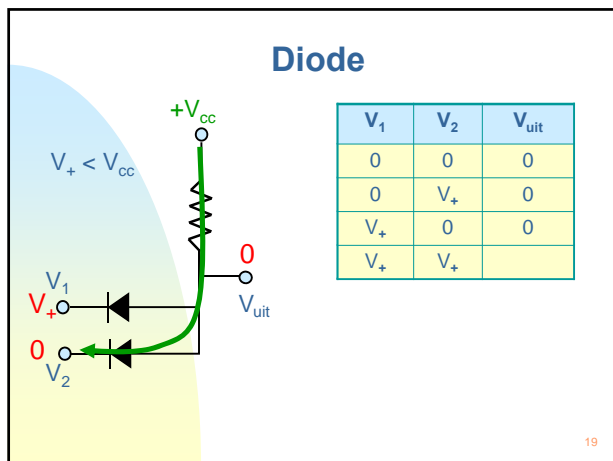 Diode
+Vcc
V+ < Vcc
0
V1
V+
Vuit
0
V2
V1 V2 Vuit
0 0 0
0 V+ 0
V+ 0 0
V+ V+
19